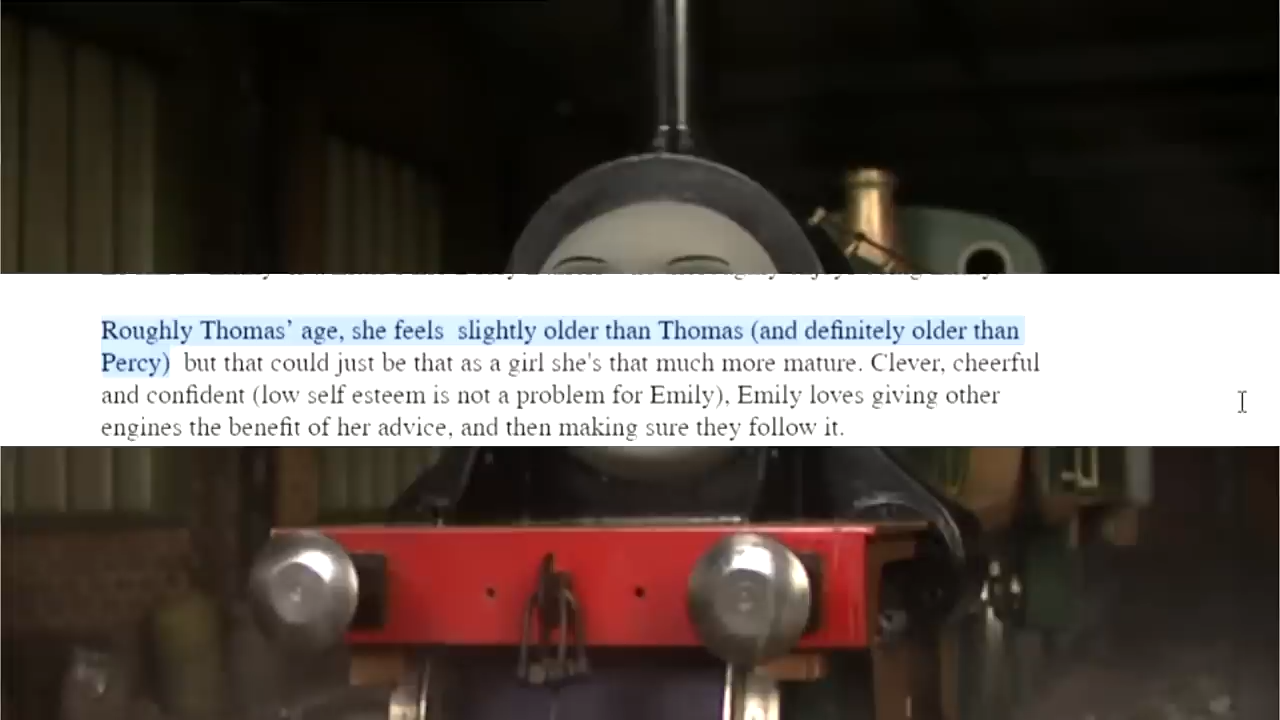 Roughly Thomas’ age, she feels  slightly older than Thomas (and definitely older than
Percy)  but that could just be that as a girl she's that much more mature. Clever, cheerful
and confident (low self esteem is not a problem for Emily), Emily loves giving other
engines the benefit of her advice, and then making sure they follow it.